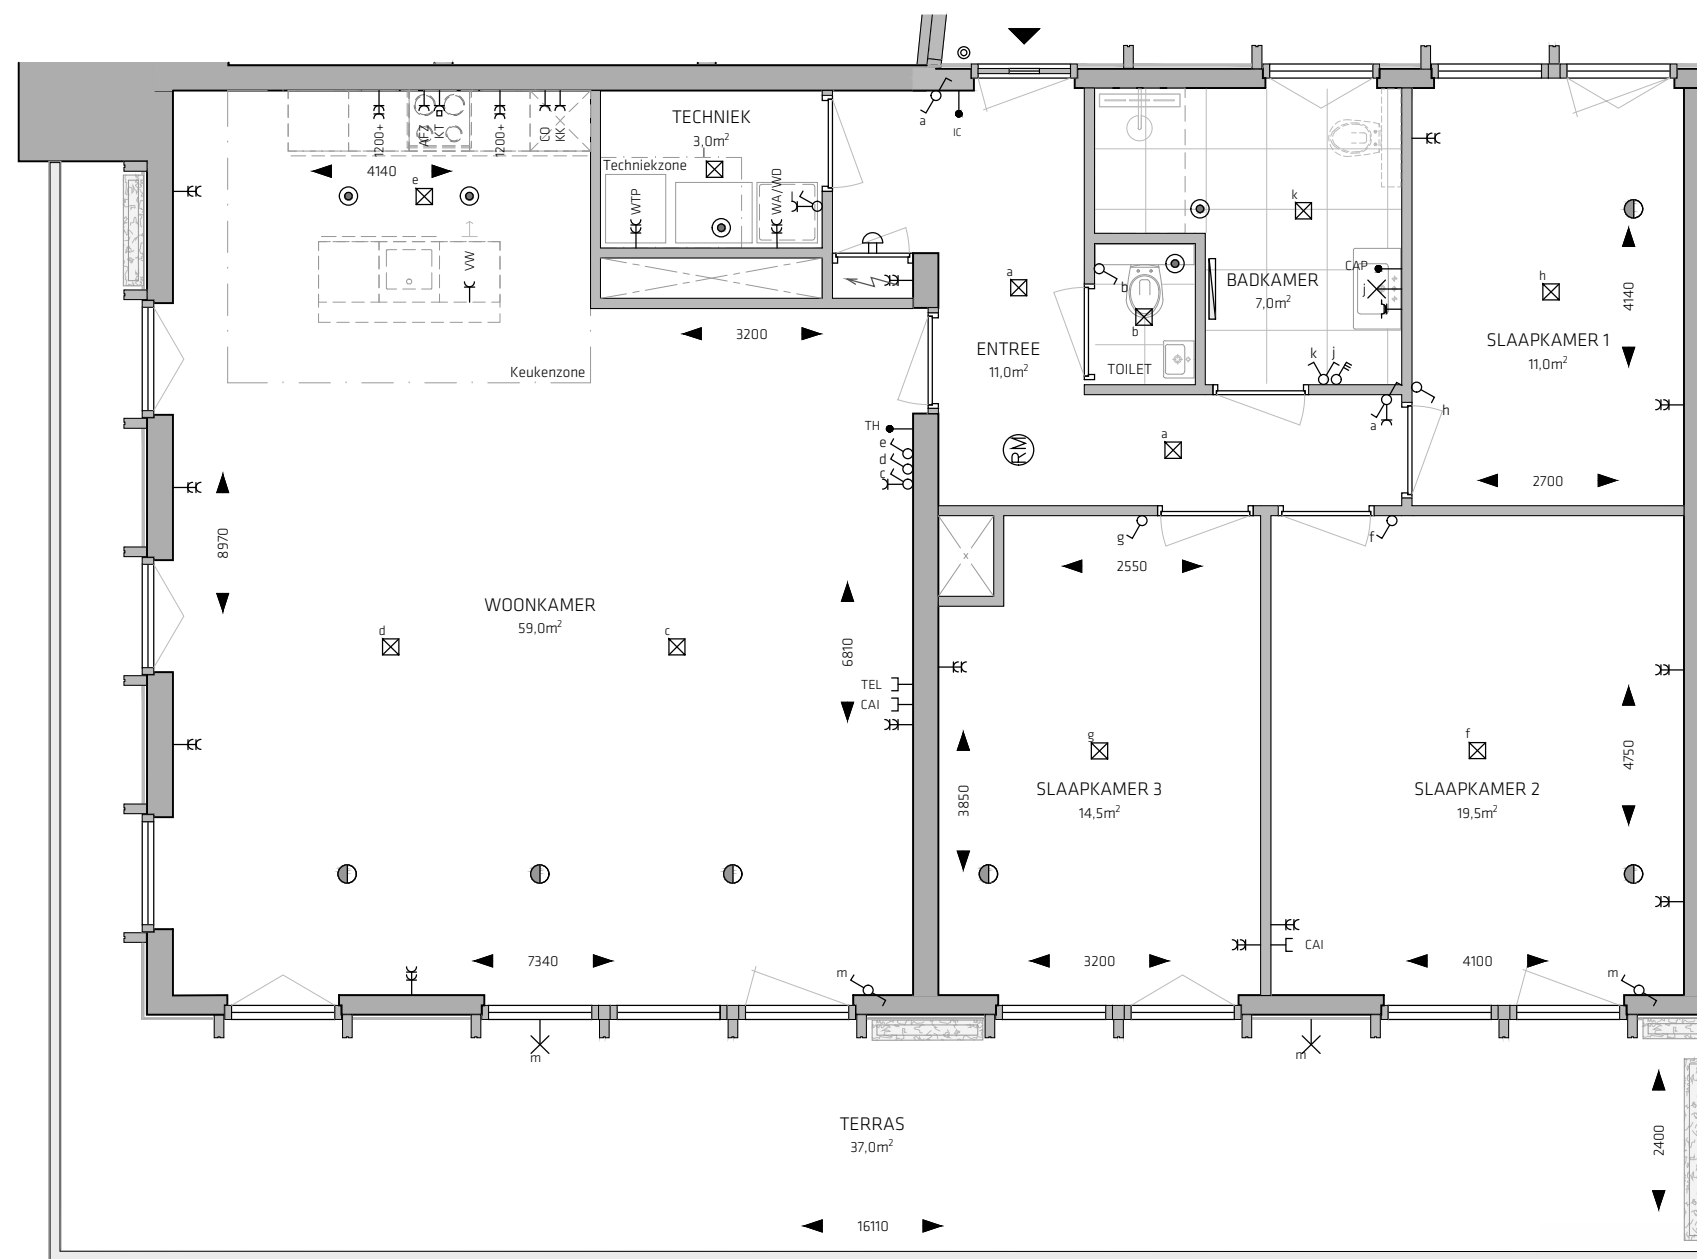 TECHNIEK
3,0m²
Techniekzone
WTP
WA/WD
1200+
AFZ
KT
1200+
CO
KK
4140
e
VW
Keukenzone
3200
a
IC
a
ENTREE
11,0m²
b
b
TOILET
k
BADKAMER
7,0m²
CAP
j
k
j
h
4140
SLAAPKAMER 1
11,0m²
h
a
2700
TH
e
d
c
RM
a
8970
WOONKAMER
59,0m²
d
c
6810
TEL
CAI
g
2550
f
g
SLAAPKAMER 3
14,5m²
3850
f
SLAAPKAMER 2
19,5m²
4750
CAI
7340
m
3200
4100
m
m
m
TERRAS
37,0m²
2400
16110